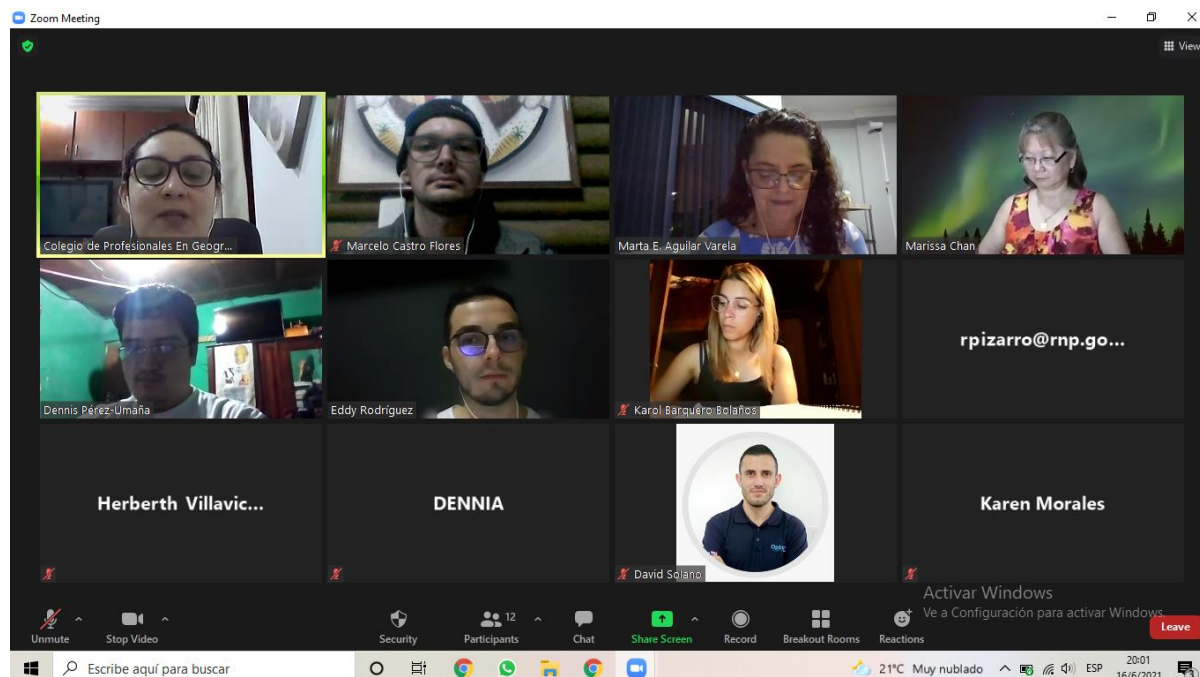 Zoom Meeting
View
Colegio de Profesionales En Geogr...
Marcelo Castro Flores
Marta E. Aguilar Varela
Marissa Chan
Dennis Pérez-Umaña
Eddy Rodríguez
Karol Barquero Bolaños
rpizarro@rnp.go...
Herberth Villavic...
DENNIA
David Solano
Karen Morales
Activar Windows
Ve a Configuración para activar Windows.
Unmute
Stop Video
Security
12
Participants
Chat
Share Screen
Record
Breakout Rooms
Reactions
Leave
Escribe aquí para buscar
21°C Muy nublado
ESP
20:01
16/6/2021
3